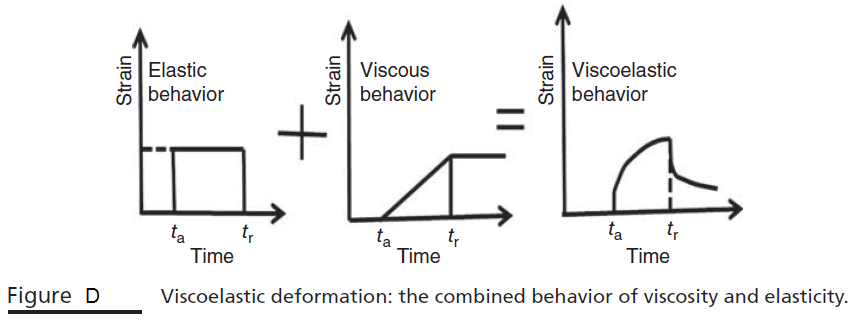 Strain
Elastic
behavior
ta
tr
Time
+
Strain
Viscous
behavior
ta
tr
Time
=
Strain
Viscoelastic
behavior
ta
tr
Time
Figure D Viscoelastic deformation: the combined behavior of viscosity and elasticity.